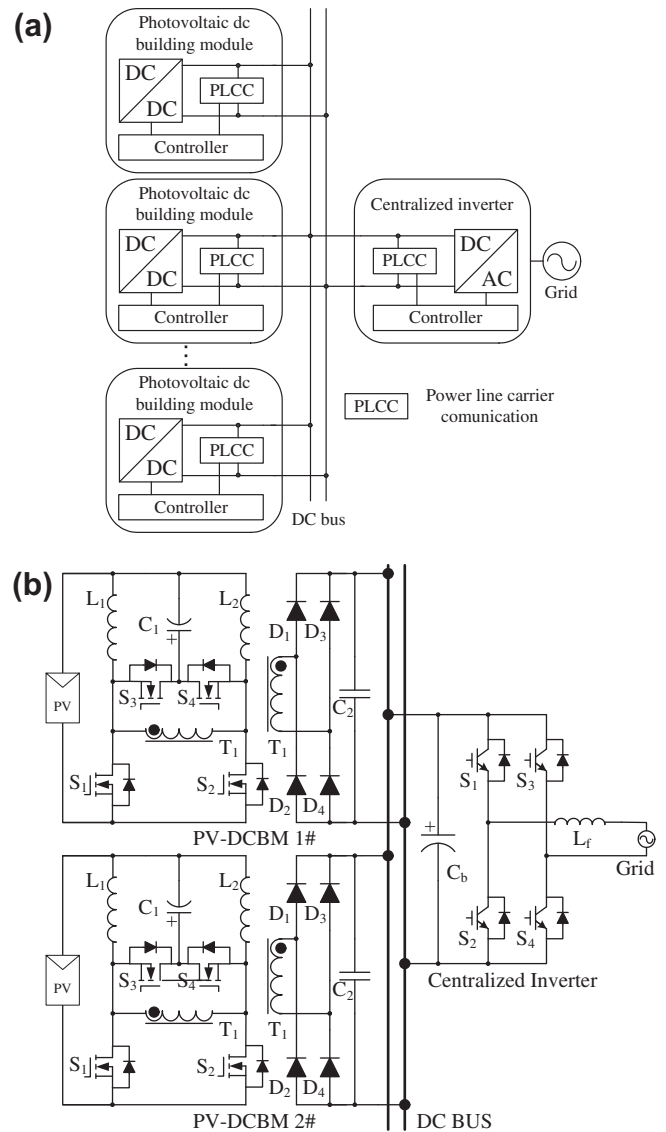 (a)
Photovoltaic dc
building module
DC
DC
PLCC
Controller
Photovoltaic dc
building module
DC
DC
PLCC
Controller
Centralized inverter
PLCC
DC
AC
Controller
Grid
Photovoltaic dc
building module
DC
DC
PLCC
Controller
PLCC
Power line carrier
comunication
DC bus
(b)
L1
C1
+
L2
D1
D3
PV
S3
S4
T1
T1
C2
S1
S2
D2
D4
PV-DCBM 1#
+
Cb
S1
S3
Lf
Grid
S2
S4
Centralized Inverter
L1
C1
+
L2
D1
D3
PV
S3
S4
T1
T1
C2
S1
S2
D2
D4
PV-DCBM 2#
DC BUS